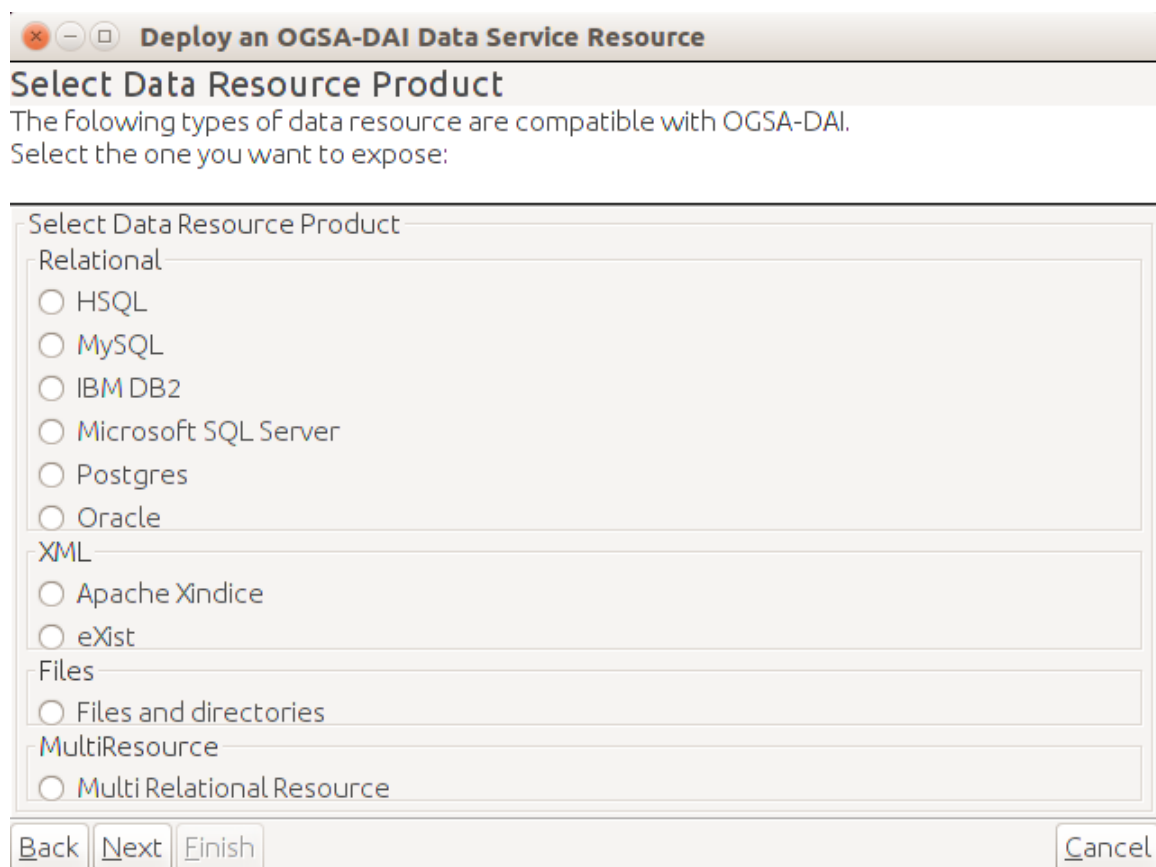 Deploy an OGSA-DAI Data Service Resource
Select Data Resource Product
The folowing types of data resource are compatible with OGSA-DAI.
Select the one you want to expose:
Select Data Resource Product
Relational
HSQL
MySQL
IBM DB2
Microsoft SQL Server
Postgres
Oracle
XML
Apache Xindice
eXist
Files
Files and directories
MultiResource
Multi Relational Resource
Back Next Finish Cancel